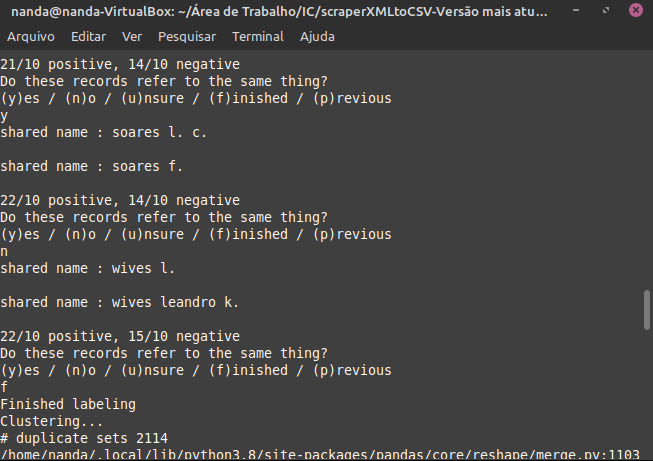 nanda@nanda-VirtualBox: ~/Área de Trabalho/IC/scraperXMLtoCSV-Versão mais atu...
Arquivo Editar Ver Pesquisar Terminal Ajuda
21/10 positive, 14/10 negative
Do these records refer to the same thing?
(y)es / (n)o / (u)nsure / (f)inished / (p)revious
y
shared name : soares l. c.
shared name : soares f.
22/10 positive, 14/10 negative
Do these records refer to the same thing?
(y)es / (n)o / (u)nsure / (f)inished / (p)revious
n
shared name : wives l.
shared name : wives leandro k.
22/10 positive, 15/10 negative
Do these records refer to the same thing?
(y)es / (n)o / (u)nsure / (f)inished / (p)revious
f
Finished labeling
Clustering...
# duplicate sets 2114
/home/nanda/.local/lib/python3.8/site-packages/pandas/core/reshape/merge.py:1103